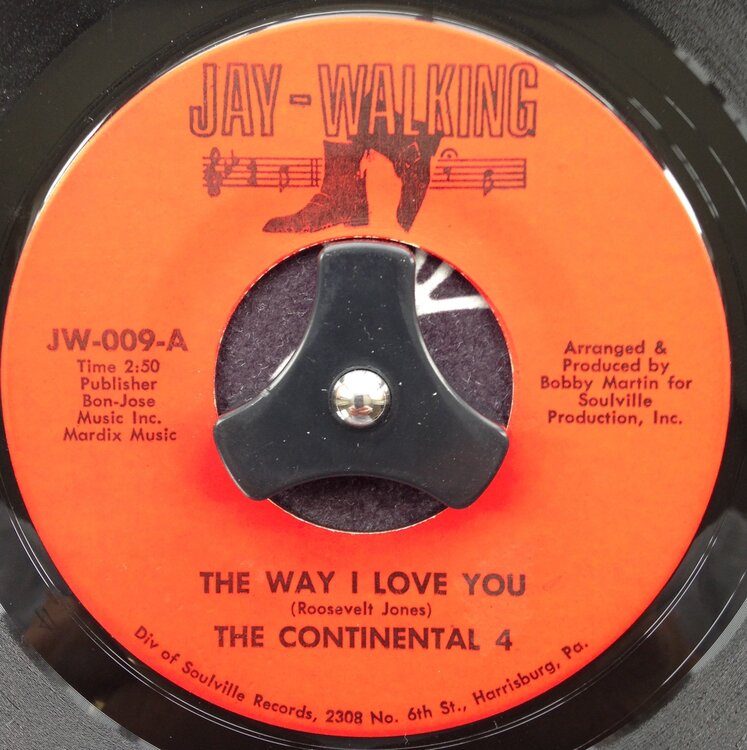 JAY-WALKING
JW-009-A
Time 2:50
Publisher
Bon-Jose
Music Inc.
Mardix Music
Arranged &
Produced by
Bobby Martin for
Soulville
Production, Inc.
THE WAY I LOVE YOU
(Roosevelt Jones)
THE CONTINENTAL 4
Div of Soulville Records, 2308 No. 6th St., Harrisburg, Pa.